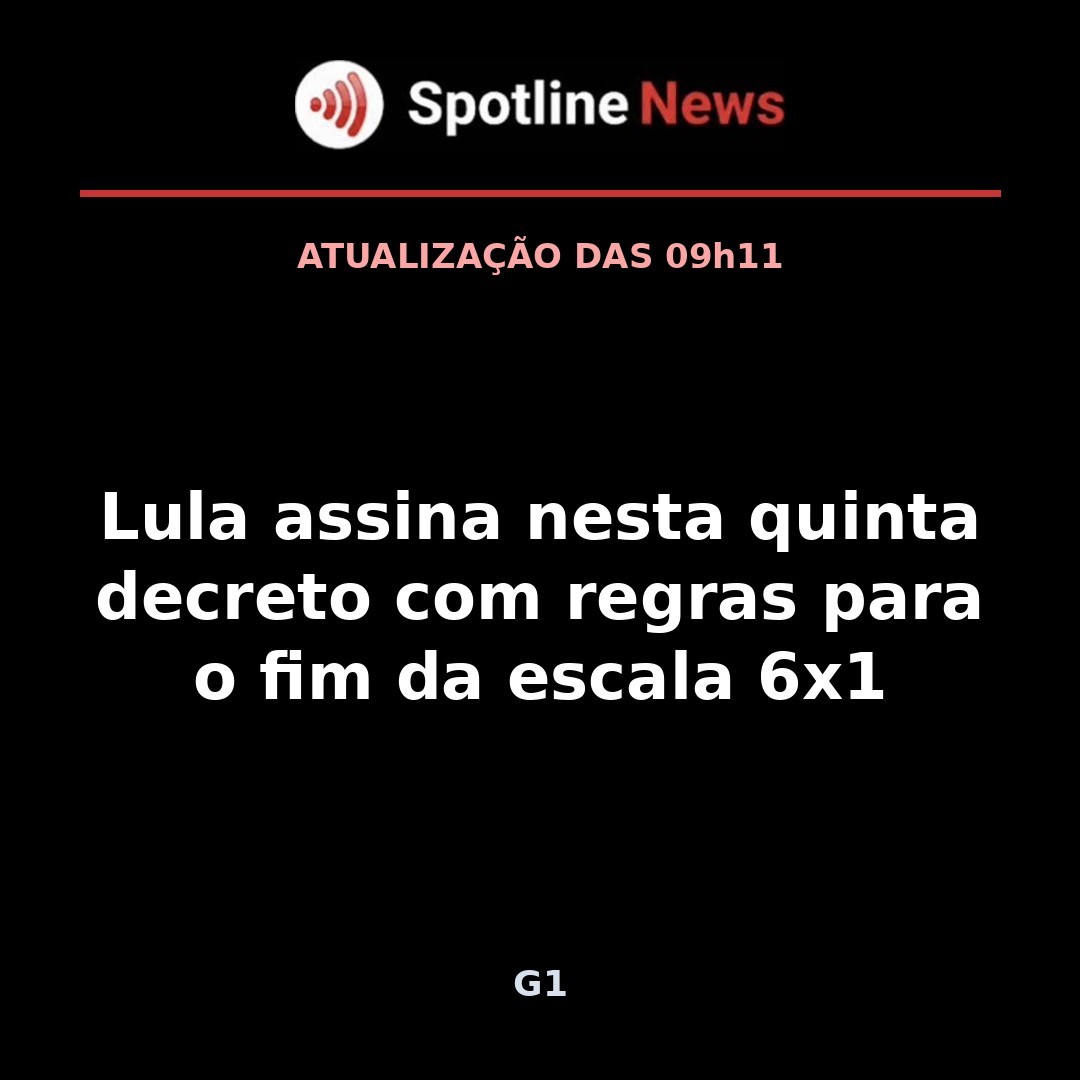 Spotline News
ATUALIZAÇÃO DAS 09h11
Lula assina nesta quinta
decreto com regras para
o fim da escala 6x1
G1